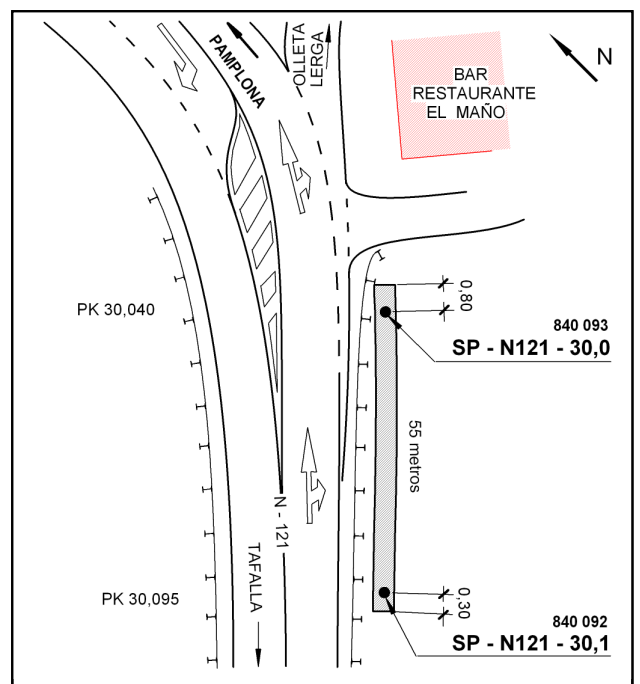 PAMPLONA
OLLETA
LERGA
BAR
RESTAURANTE
EL MAÑO
N
PK 30,040
0,80
840 093
SP - N121 - 30,0
55 metros
N - 121
TAFALLA
PK 30,095
0,30
840 092
SP - N121 - 30,1